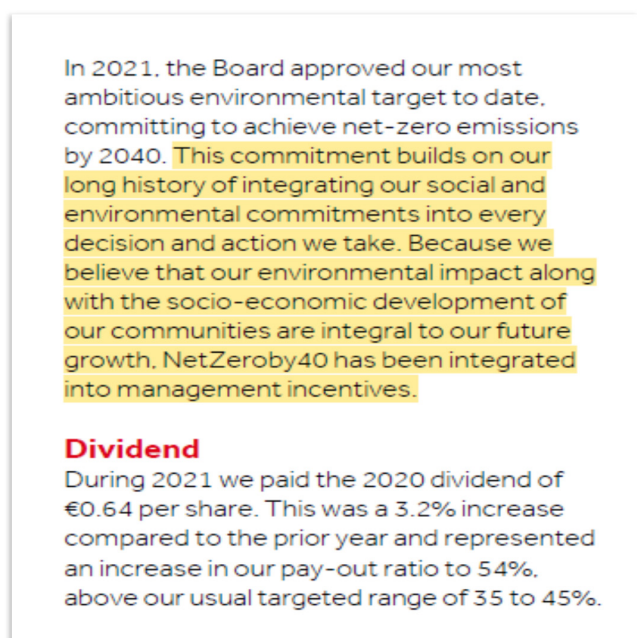 In 2021, the Board approved our most
ambitious environmental target to date,
committing to achieve net-zero emissions
by 2040. This commitment builds on our
long history of integrating our social and
environmental commitments into every
decision and action we take. Because we
believe that our environmental impact along
with the socio-economic development of
our communities are integral to our future
growth, NetZeroby40 has been integrated
into management incentives.
Dividend
During 2021 we paid the 2020 dividend of
€0.64 per share. This was a 3.2% increase
compared to the prior year and represented
an increase in our pay-out ratio to 54%,
above our usual targeted range of 35 to 45%.